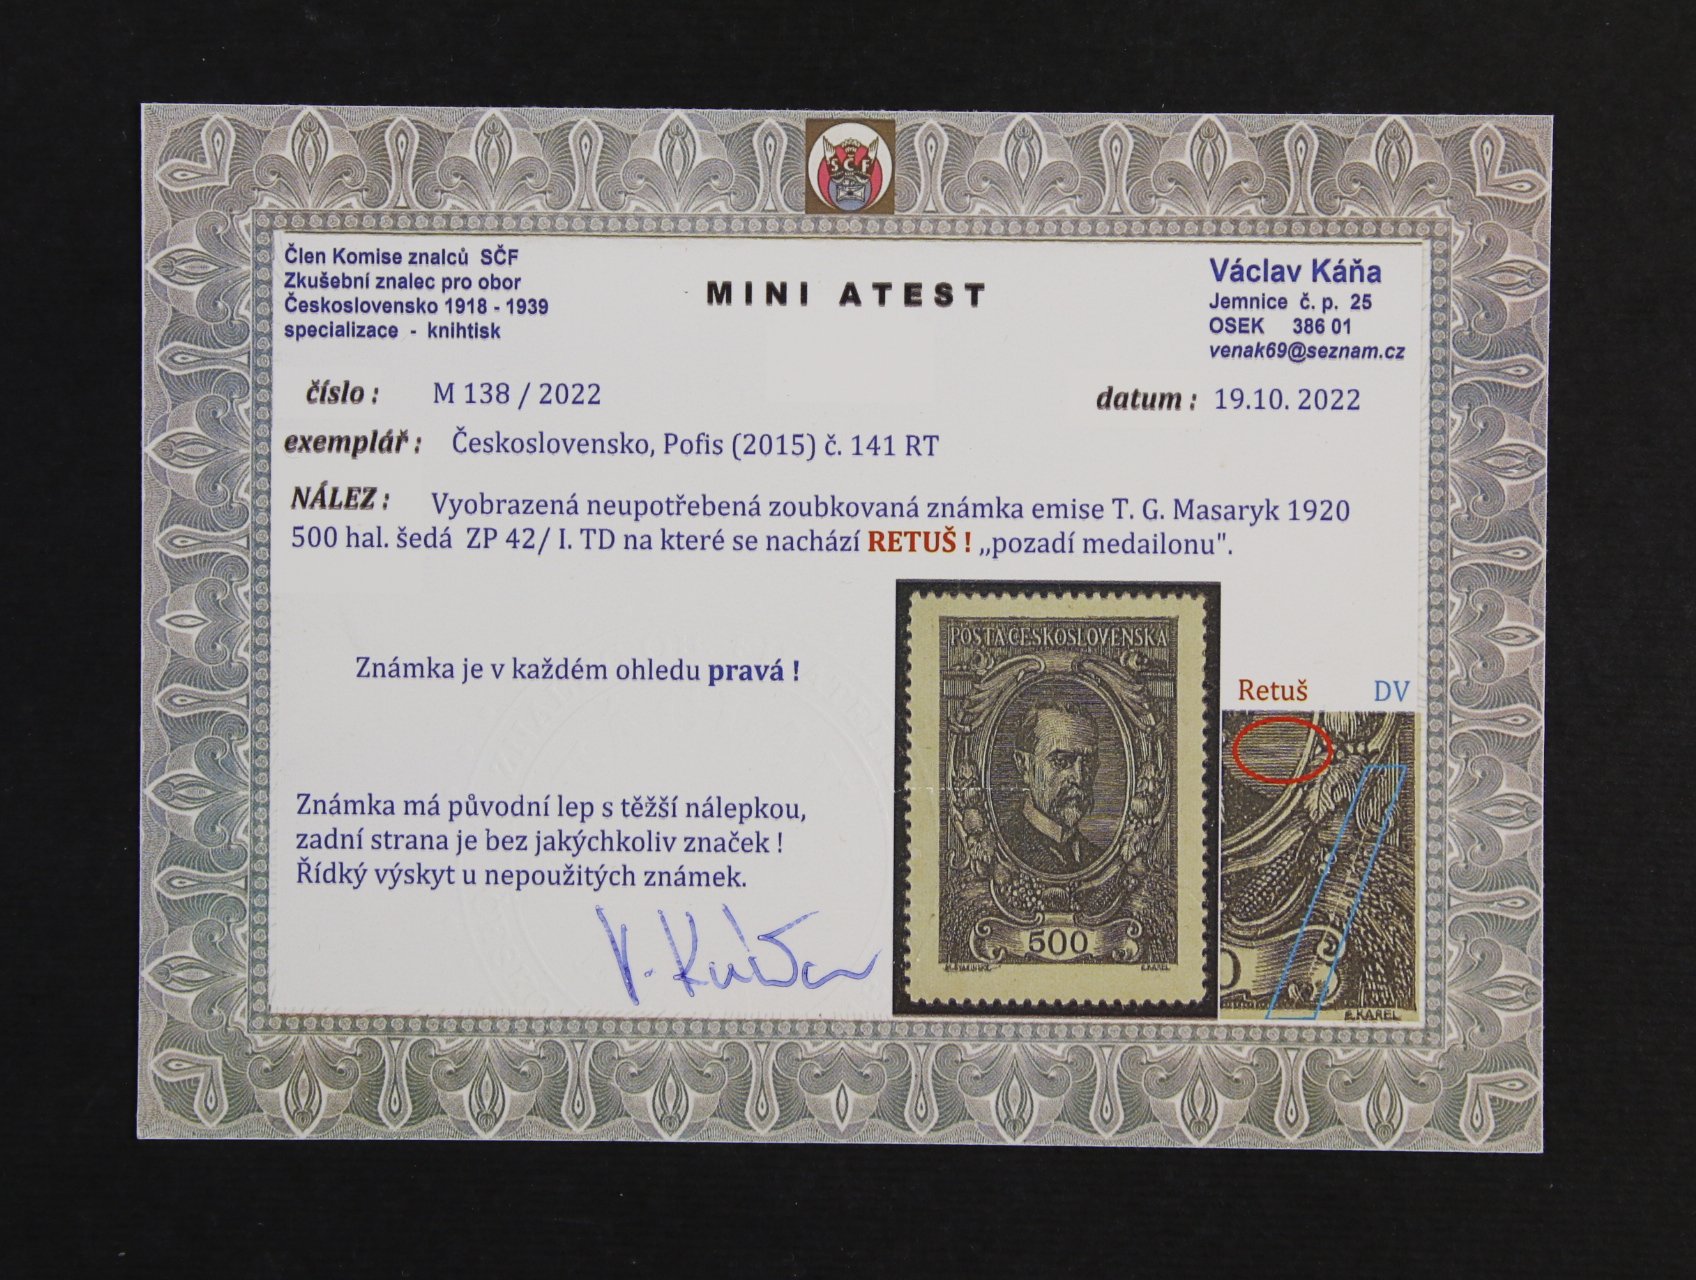 SČF
Člen Komise znalců SČF
Zkušební znalec pro obor
Československo 1918 - 1939
specializace - knihtisk
MINI ATEST
Václav Káňa
Jemnice č. p. 25
OSEK 386 01
venak69@seznam.cz
číslo : M 138 / 2022
datum : 19.10. 2022
exemplář : Československo, Pofis (2015) č. 141 RT
NÁLEZ : Vyobrazená neupotřebená zoubkovaná známka emise T. G. Masaryk 1920
500 hal. šedá ZP 42/ I. TD na které se nachází RETUŠ ! ,,pozadí medailonu".
Známka je v každém ohledu pravá !
Známka má původní lep s těžší nálepkou,
zadní strana je bez jakýchkoliv značek !
Řídký výskyt u nepoužitých známek.
POŠTA ČESKOSLOVENSKÁ
500
E.KAREL
Retuš DV
0
E.KAREL